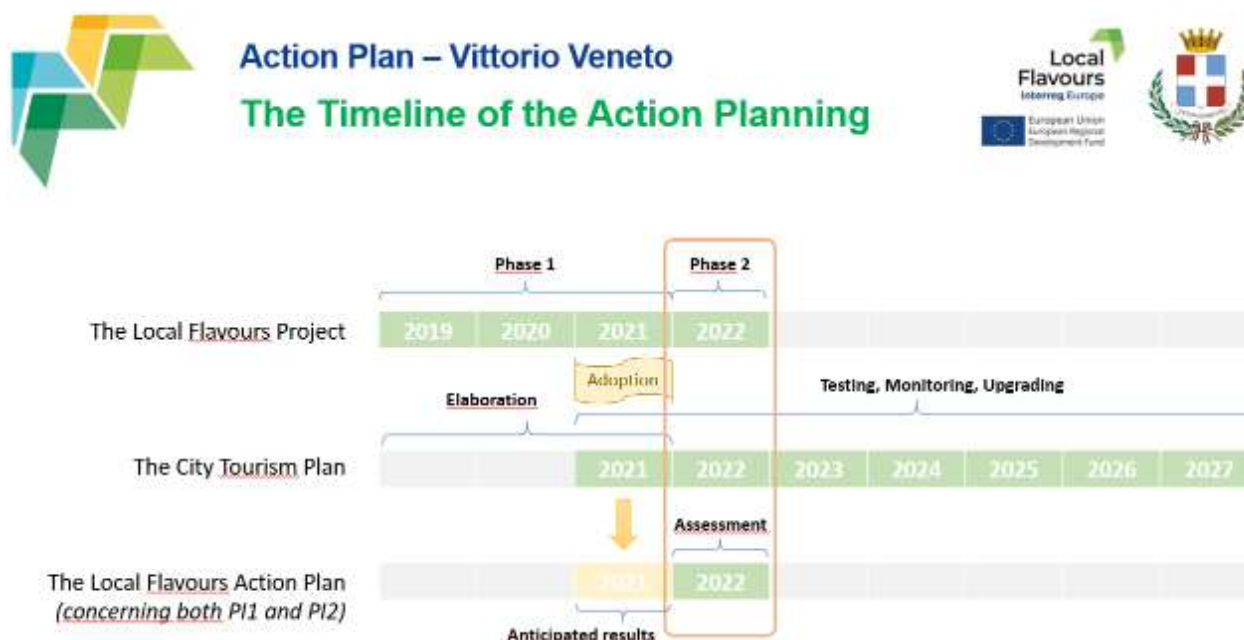 Action Plan – Vittorio Veneto
The Timeline of the Action Planning
Local
Flavours
Interreg Europe
European Union
European Regional
Development Fund
Phase 1
Phase 2
The Local Flavours Project
2019
2020
2021
2022
Adoption
Testing, Monitoring, Upgrading
Elaboration
The City Tourism Plan
2021
2022
2023
2024
2025
2026
2027
Assessment
The Local Flavours Action Plan
2021
2022
(concerning both PI1 and PI2)
Anticipated results